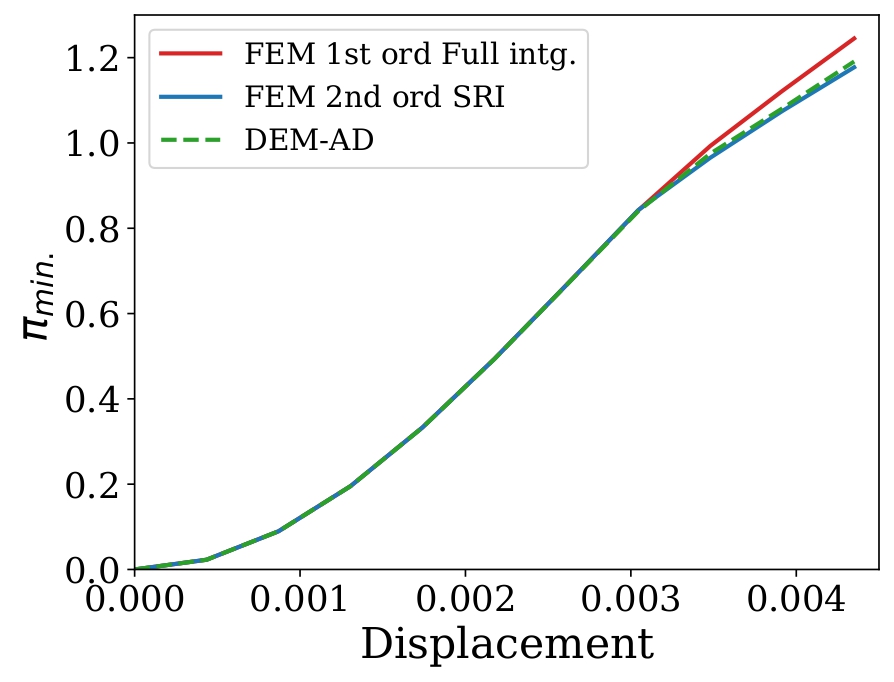 FEM 1st ord Full intg.
FEM 2nd ord SRI
DEM-AD
π_min.
1.2
1.0
0.8
0.6
0.4
0.2
0.0
0.000 0.001 0.002 0.003 0.004
Displacement